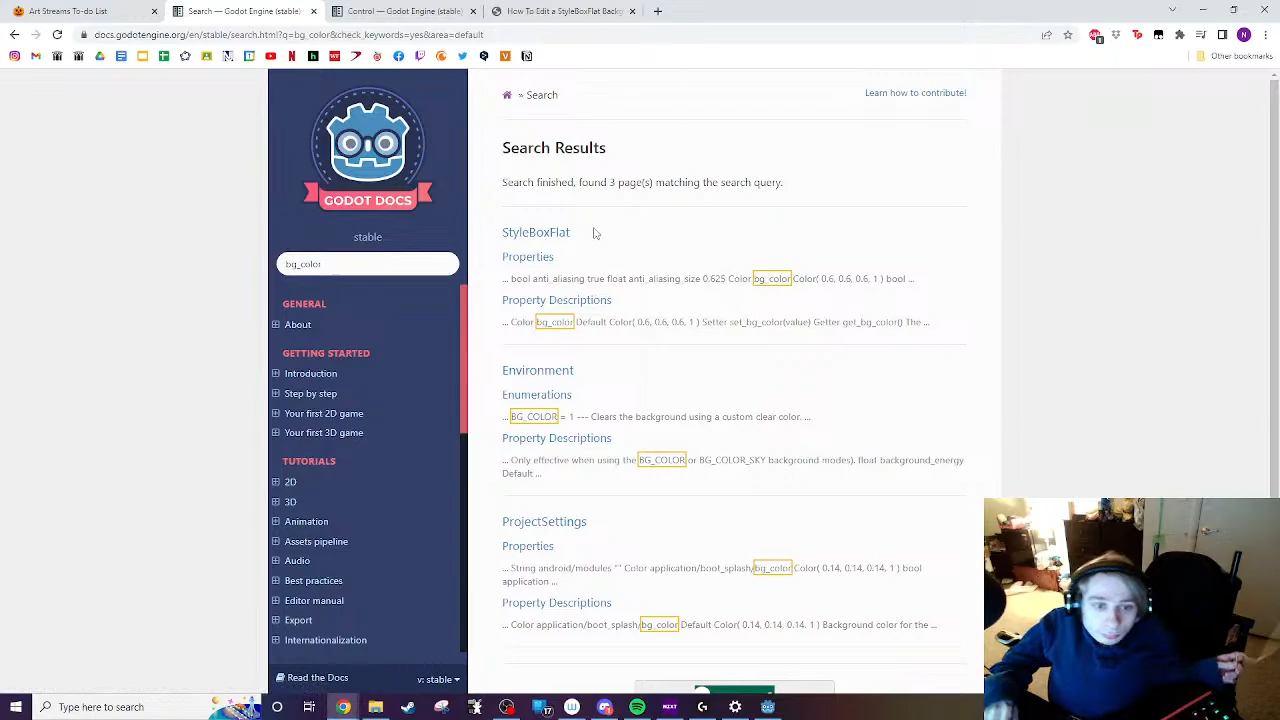 Art Streams To-do List
Search — Godot Engine (stable)
Control — Godot Engine (stable)
How To Edit a StyleBoxFlat Backg
docs.godotengine.org/en/stable/search.html?q=bg_color&check_keywords=yes&area=default
Other bookmarks
GODOT DOCS
stable
bg_color
GENERAL
About
GETTING STARTED
Introduction
Step by step
Your first 2D game
Your first 3D game
TUTORIALS
2D
3D
Animation
Assets pipeline
Audio
Best practices
Editor manual
Export
Internationalization
Read the Docs
v: stable
» Search
Learn how to contribute!
Search Results
Search finished, found 3 page(s) matching the search query.
StyleBoxFlat
Properties
... bool anti_aliasing true float anti_aliasing_size 0.625 Color bg_color Color( 0.6, 0.6, 0.6, 1 ) bool ...
Property Descriptions
... Color bg_color Default Color( 0.6, 0.6, 0.6, 1 ) Setter set_bg_color(value) Getter get_bg_color() The ...
Environment
Enumerations
... BG_COLOR = 1 --- Clears the background using a custom clear color. ...
Property Descriptions
... Only effective when using the BG_COLOR or BG_COLOR_SKY background modes). float background_energy
Default ...
ProjectSettings
Properties
... String android/modules "" Color application/boot_splash/bg_color Color( 0.14, 0.14, 0.14, 1 ) bool
application ...
Property Descriptions
... Color application/boot_splash/bg_color Default Color( 0.14, 0.14, 0.14, 1 ) Background color for the ...
Type here to search